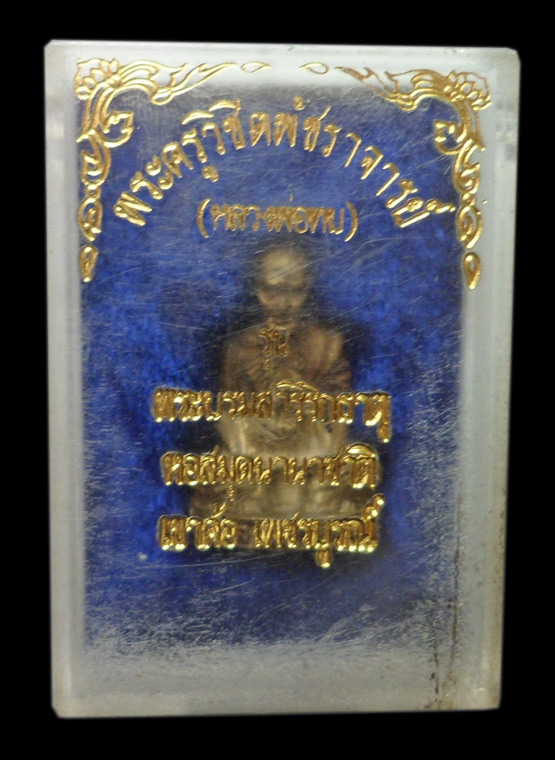 พระครูวิชิตพัชราจารย์
(หลวงพ่อทบ)
รุ่น
พระบรมสารีริกธาตุ
หอสมุดนานาชาติ
เขาค้อ เพชรบูรณ์